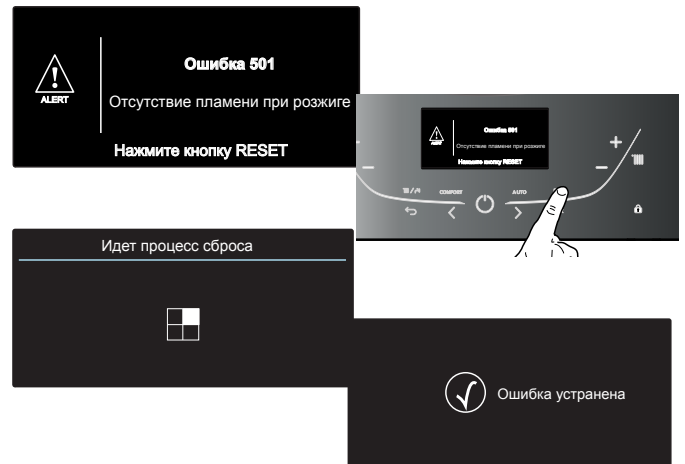 Ошибка 501
ALERT
Отсутствие пламени при розжиге
Нажмите кнопку RESET
Ошибка 501
ALERT
Отсутствие пламени при розжиге
Нажмите кнопку RESET
COMFORT
AUTO
Идет процесс сброса
Ошибка устранена